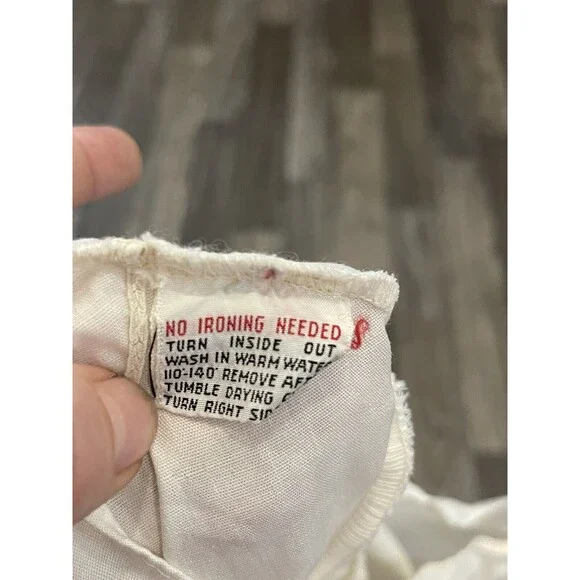 NO IRONING NEEDED S
TURN INSIDE OUT
WASH IN WARM WATER
110°-140° REMOVE
TUMBLE DRYING
TURN RIGHT